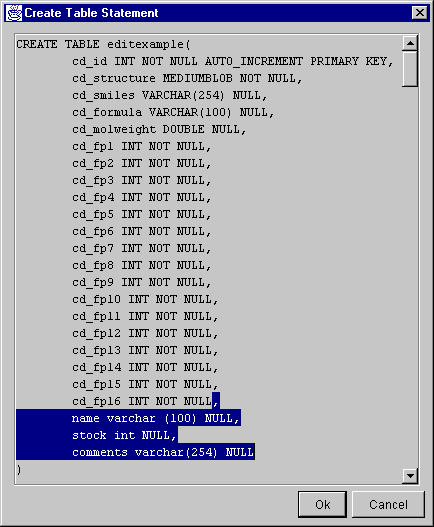 Create Table Statement
CREATE TABLE editexample(
cd_id INT NOT NULL AUTO_INCREMENT PRIMARY KEY,
cd_structure MEDIUMBLOB NOT NULL,
cd_smiles VARCHAR(254) NULL,
cd_formula VARCHAR(100) NULL,
cd_molweight DOUBLE NULL,
cd_fp1 INT NOT NULL,
cd_fp2 INT NOT NULL,
cd_fp3 INT NOT NULL,
cd_fp4 INT NOT NULL,
cd_fp5 INT NOT NULL,
cd_fp6 INT NOT NULL,
cd_fp7 INT NOT NULL,
cd_fp8 INT NOT NULL,
cd_fp9 INT NOT NULL,
cd_fp10 INT NOT NULL,
cd_fp11 INT NOT NULL,
cd_fp12 INT NOT NULL,
cd_fp13 INT NOT NULL,
cd_fp14 INT NOT NULL,
cd_fp15 INT NOT NULL,
cd_fp16 INT NOT NULL,
name varchar (100) NULL,
stock int NULL,
comments varchar(254) NULL
)
Ok Cancel